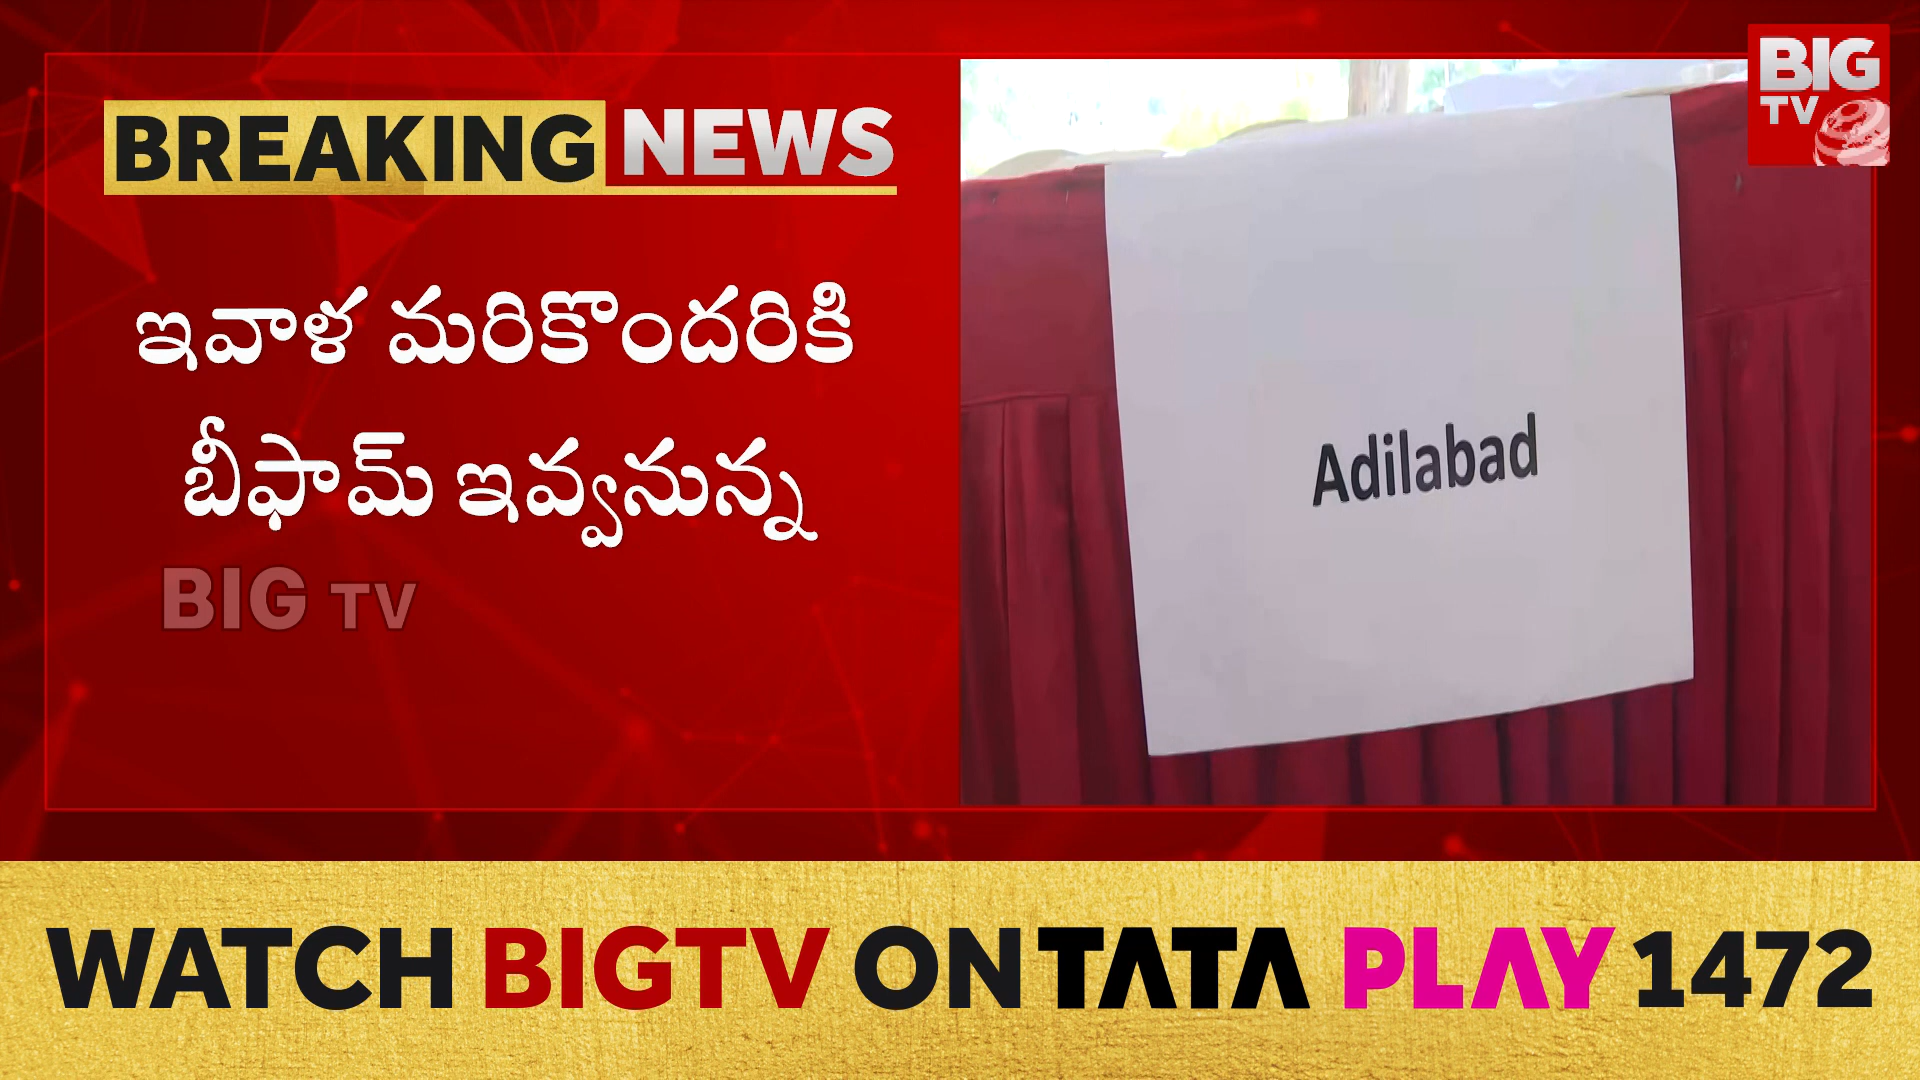 BREAKING NEWS
BIG
TV
ఇవాళ మరికొందరికి
బీఫామ్ ఇవ్వనున్న
BIG TV
Adilabad
WATCH BIGTV ON TATA PLAY 1472